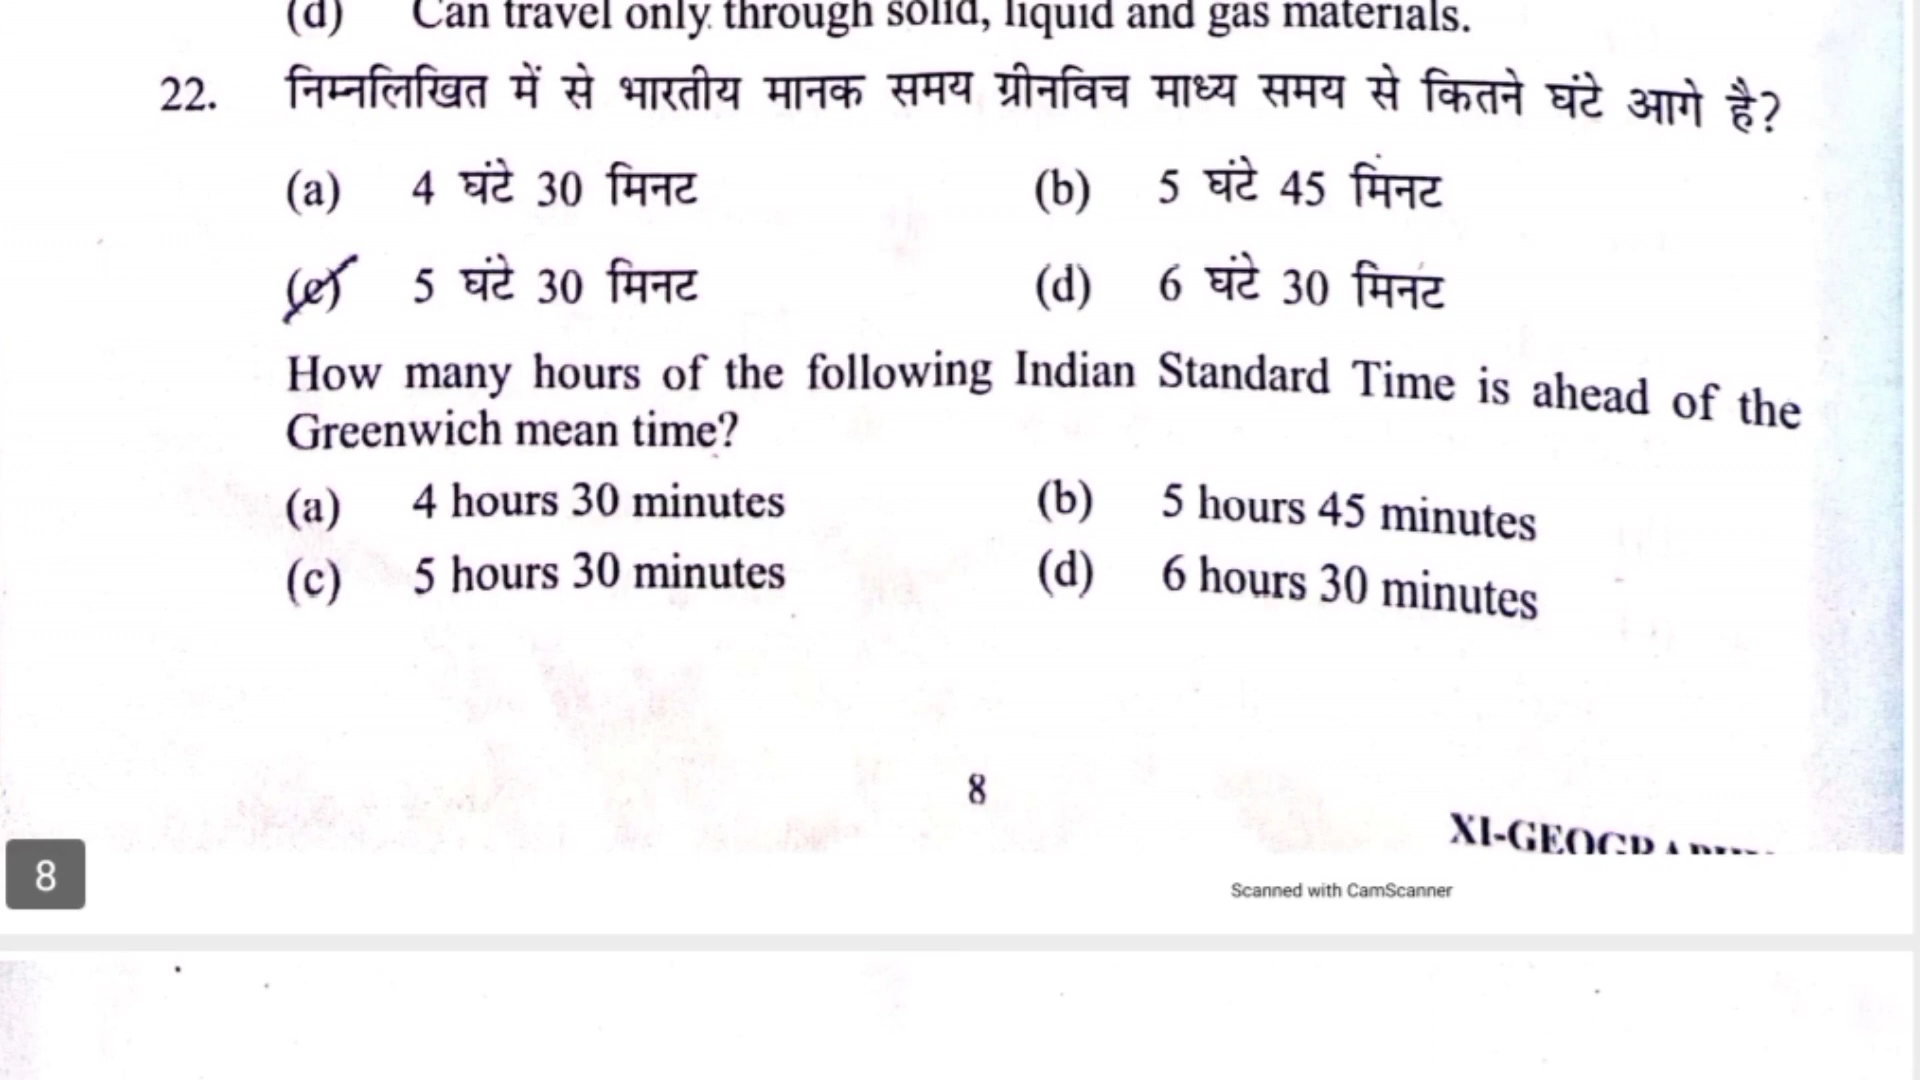 (d) Can travel only through solid, liquid and gas materials.
22. निम्नलिखित में से भारतीय मानक समय ग्रीनविच माध्य समय से कितने घंटे आगे है?
(a) 4 घंटे 30 मिनट (b) 5 घंटे 45 मिनट
(c) 5 घंटे 30 मिनट (d) 6 घंटे 30 मिनट
How many hours of the following Indian Standard Time is ahead of the
Greenwich mean time?
(a) 4 hours 30 minutes (b) 5 hours 45 minutes
(c) 5 hours 30 minutes (d) 6 hours 30 minutes
8
XI-GEOGRAPHY
8
Scanned with CamScanner